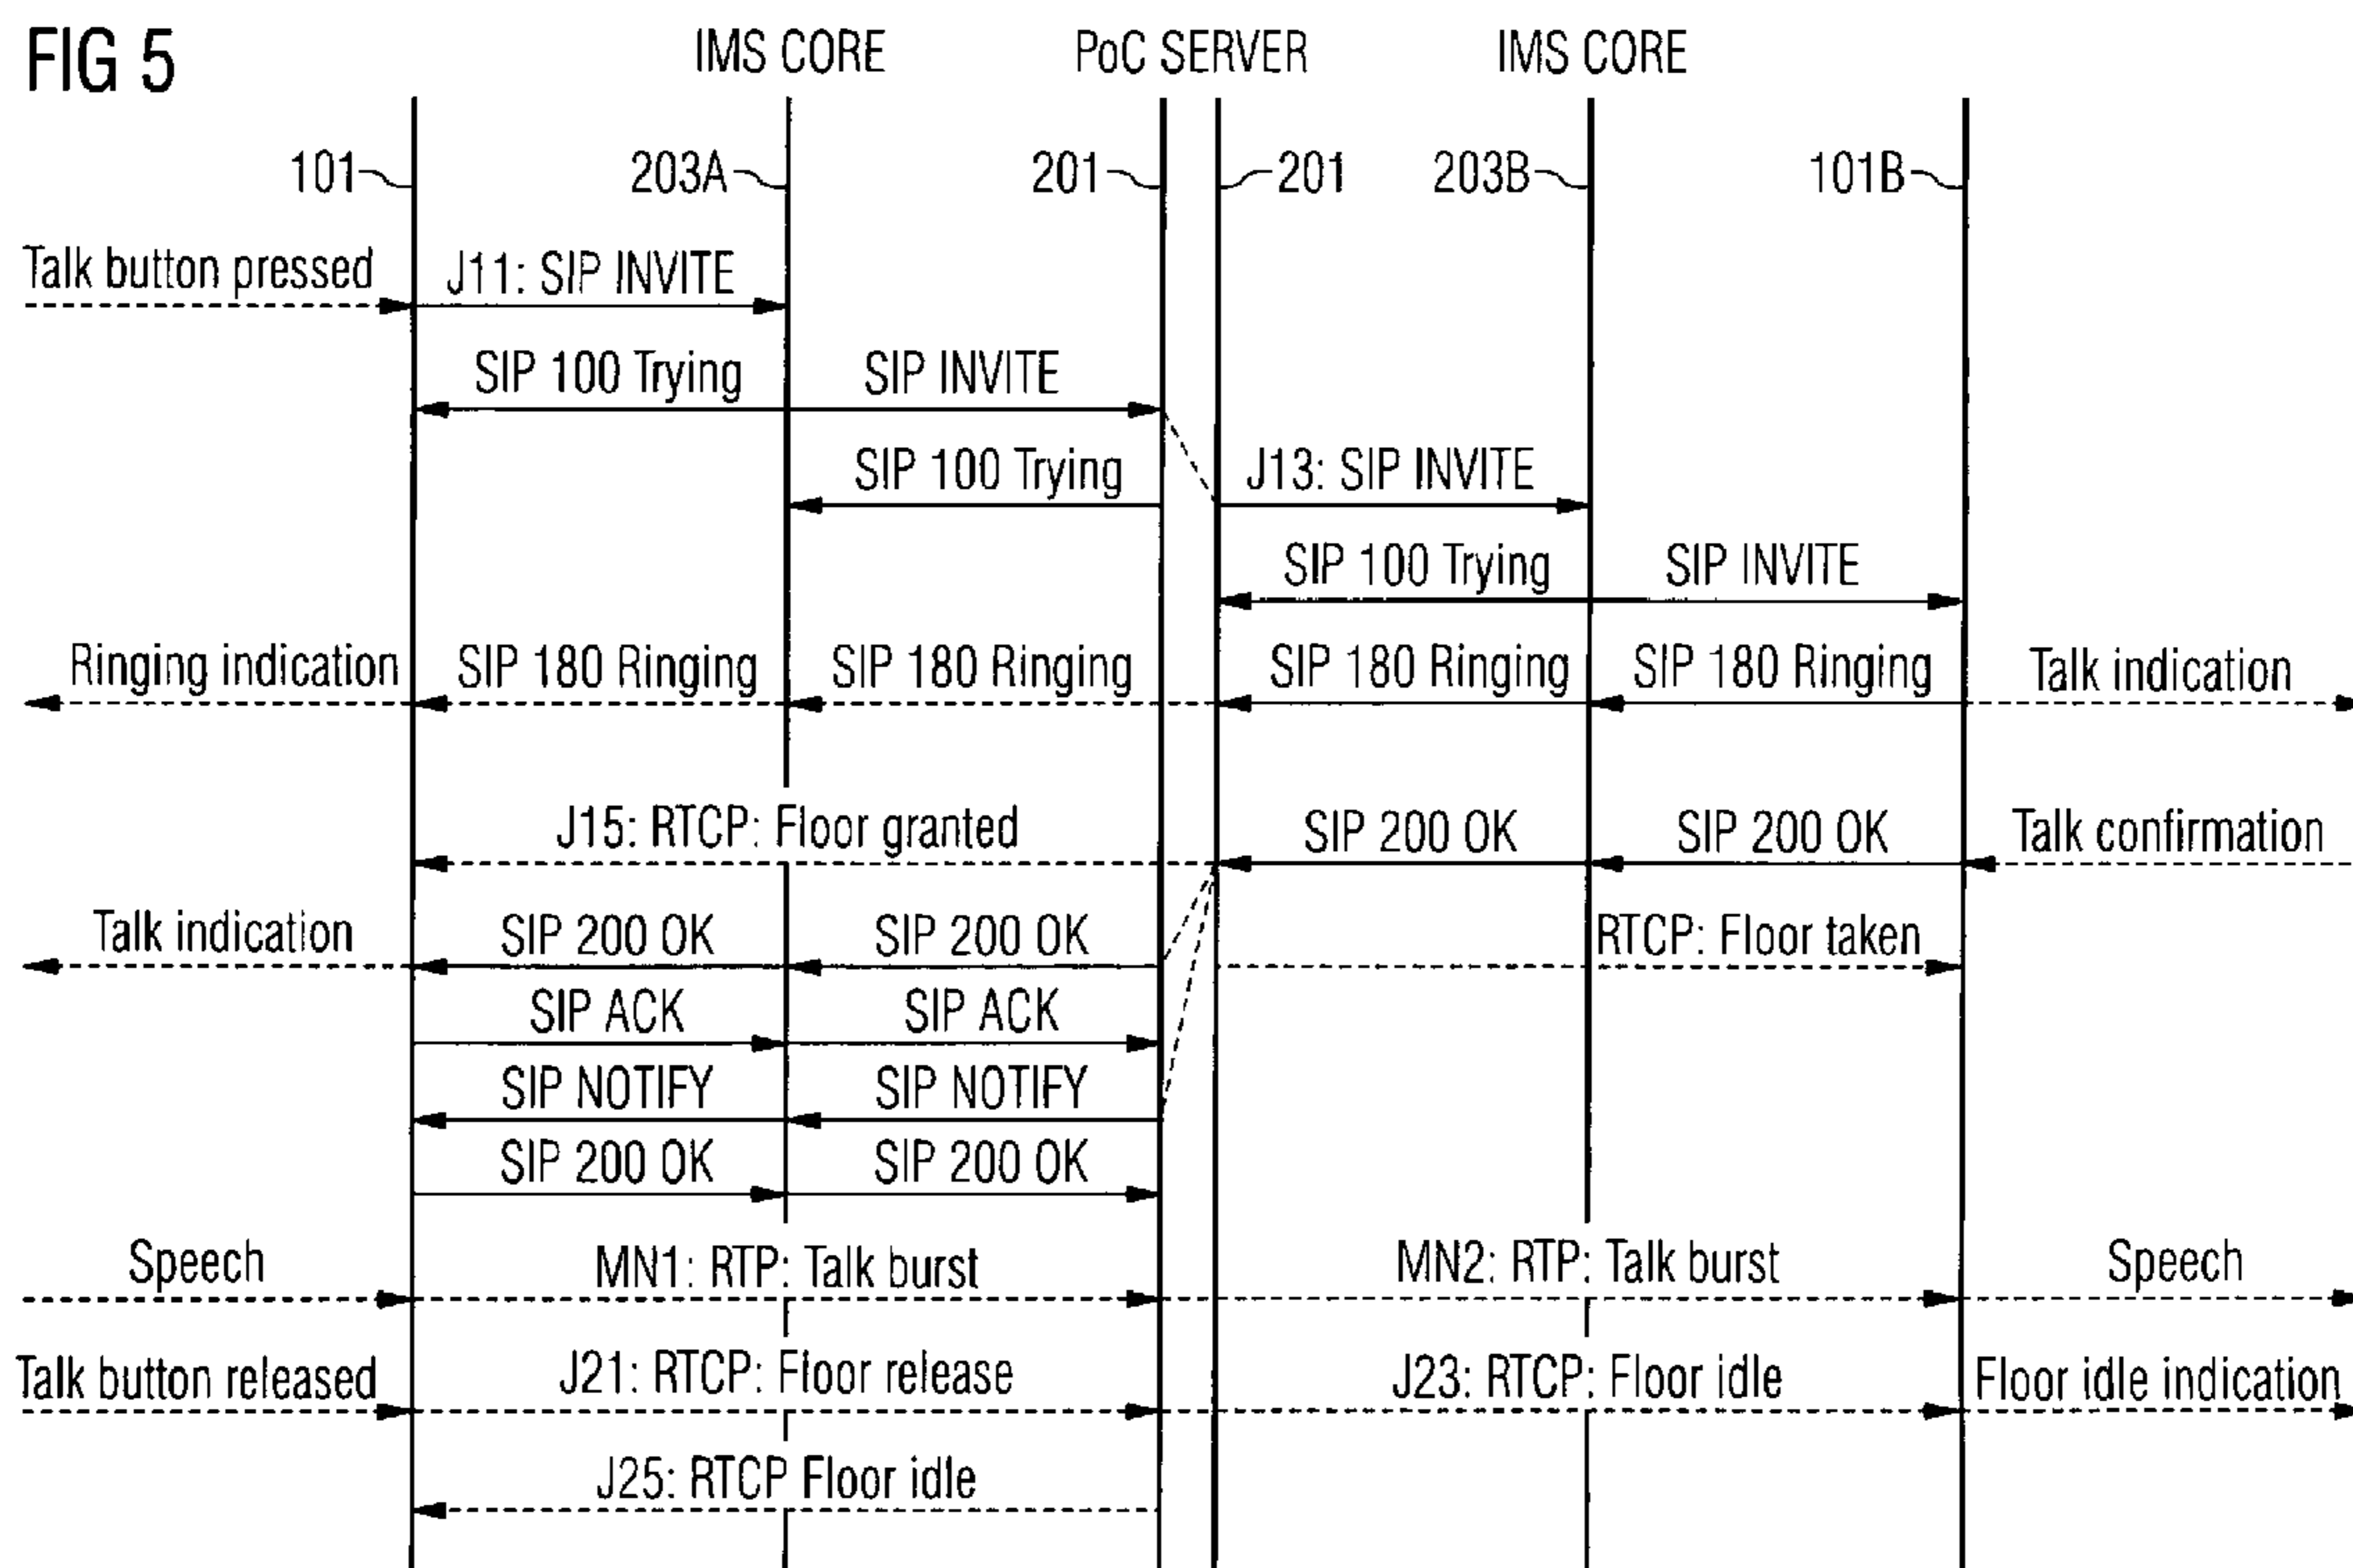 FIG 5
IMS CORE PoC SERVER IMS CORE
101 203A 201 201 203B 101B
Talk button pressed J11: SIP INVITE
SIP 100 Trying SIP INVITE
SIP 100 Trying J13: SIP INVITE
SIP 100 Trying SIP INVITE
Ringing indication SIP 180 Ringing SIP 180 Ringing SIP 180 Ringing SIP 180 Ringing Talk indication
J15: RTCP: Floor granted SIP 200 OK SIP 200 OK Talk confirmation
Talk indication SIP 200 OK SIP 200 OK RTCP: Floor taken
SIP ACK SIP ACK
SIP NOTIFY SIP NOTIFY
SIP 200 OK SIP 200 OK
Speech MN1: RTP: Talk burst MN2: RTP: Talk burst Speech
Talk button released J21: RTCP: Floor release J23: RTCP: Floor idle Floor idle indication
J25: RTCP Floor idle